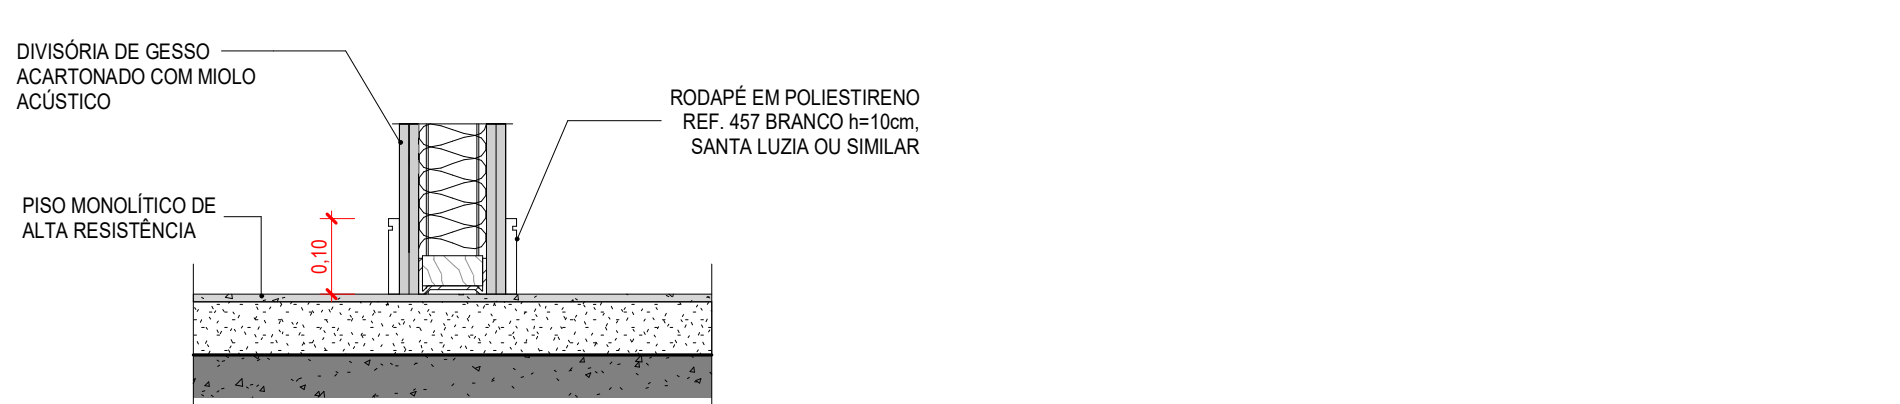 DIVISÓRIA DE GESSO
ACARTONADO COM MIOLO
ACÚSTICO
RODAPÉ EM POLIESTIRENO
REF. 457 BRANCO h=10cm,
SANTA LUZIA OU SIMILAR
PISO MONOLÍTICO DE
ALTA RESISTÊNCIA
0,10